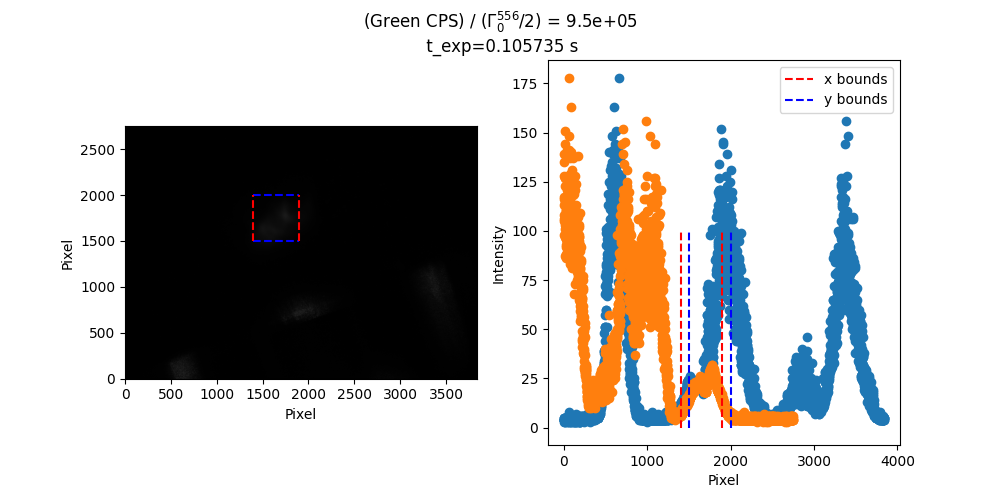 (Green CPS) / (Γ₀⁵⁵⁶/2) = 9.5e+05
t_exp=0.105735 s
2500
2000
1500
1000
500
0
Pixel
0 500 1000 1500 2000 2500 3000 3500
Pixel
175
150
125
100
75
50
25
0
Intensity
x bounds
y bounds
0 1000 2000 3000 4000
Pixel